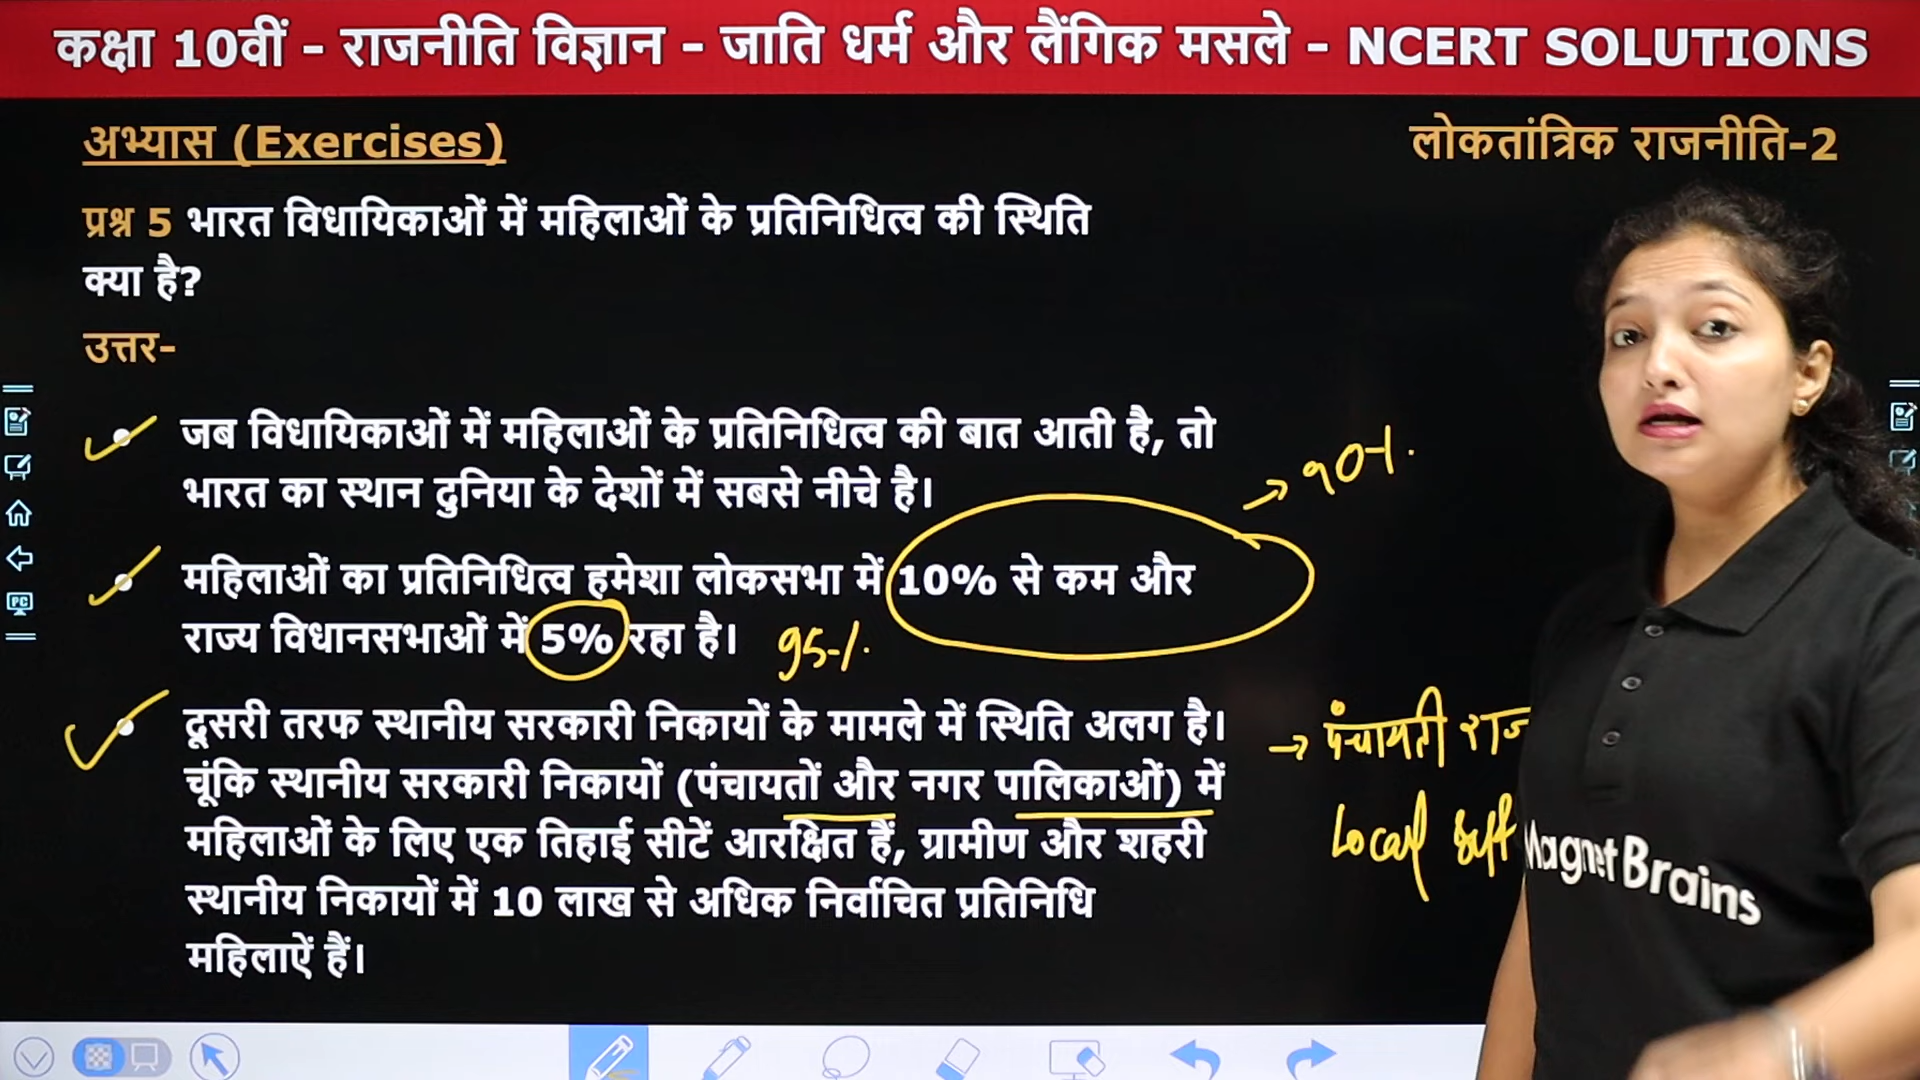 कक्षा 10वीं - राजनीति विज्ञान - जाति धर्म और लैंगिक मसले - NCERT SOLUTIONS
अभ्यास (Exercises)
लोकतांत्रिक राजनीति-2
प्रश्न 5 भारत विधायिकाओं में महिलाओं के प्रतिनिधित्व की स्थिति
क्या है?
उत्तर-
जब विधायिकाओं में महिलाओं के प्रतिनिधित्व की बात आती है, तो
भारत का स्थान दुनिया के देशों में सबसे नीचे है।
→ 90%.
महिलाओं का प्रतिनिधित्व हमेशा लोकसभा में 10% से कम और
राज्य विधानसभाओं में 5% रहा है।
95%.
दूसरी तरफ स्थानीय सरकारी निकायों के मामले में स्थिति अलग है।
चूंकि स्थानीय सरकारी निकायों (पंचायतों और नगर पालिकाओं) में
महिलाओं के लिए एक तिहाई सीटें आरक्षित हैं, ग्रामीण और शहरी
स्थानीय निकायों में 10 लाख से अधिक निर्वाचित प्रतिनिधि
महिलाऐं हैं।
→ पंचायती राज
Local
MagnetBrains
PC